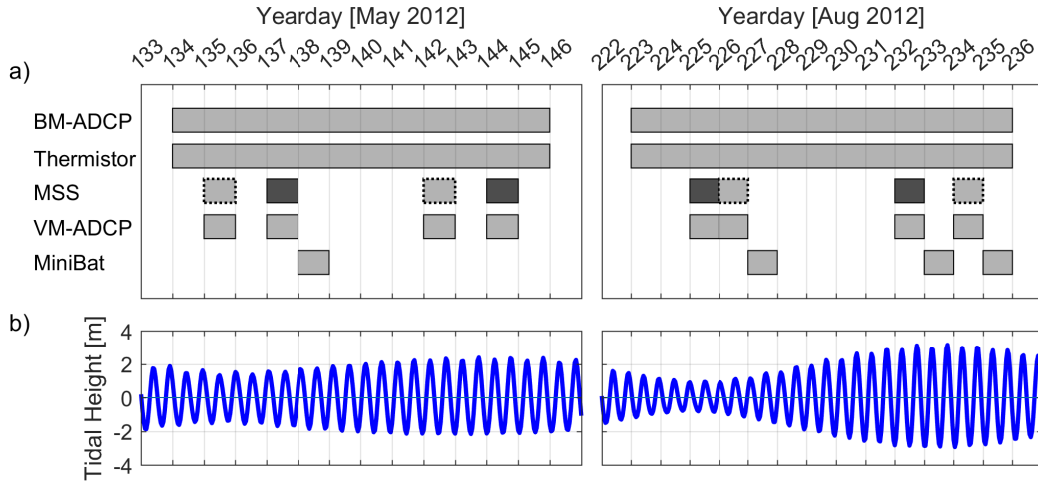 Yearday [May 2012]
Yearday [Aug 2012]
133 134 135 136 137 138 139 140 141 142 143 144 145 146
222 223 224 225 226 227 228 229 230 231 232 233 234 235 236
a)
BM-ADCP
Thermistor
MSS
VM-ADCP
MiniBat
b)
Tidal Height [m]
4
2
0
-2
-4